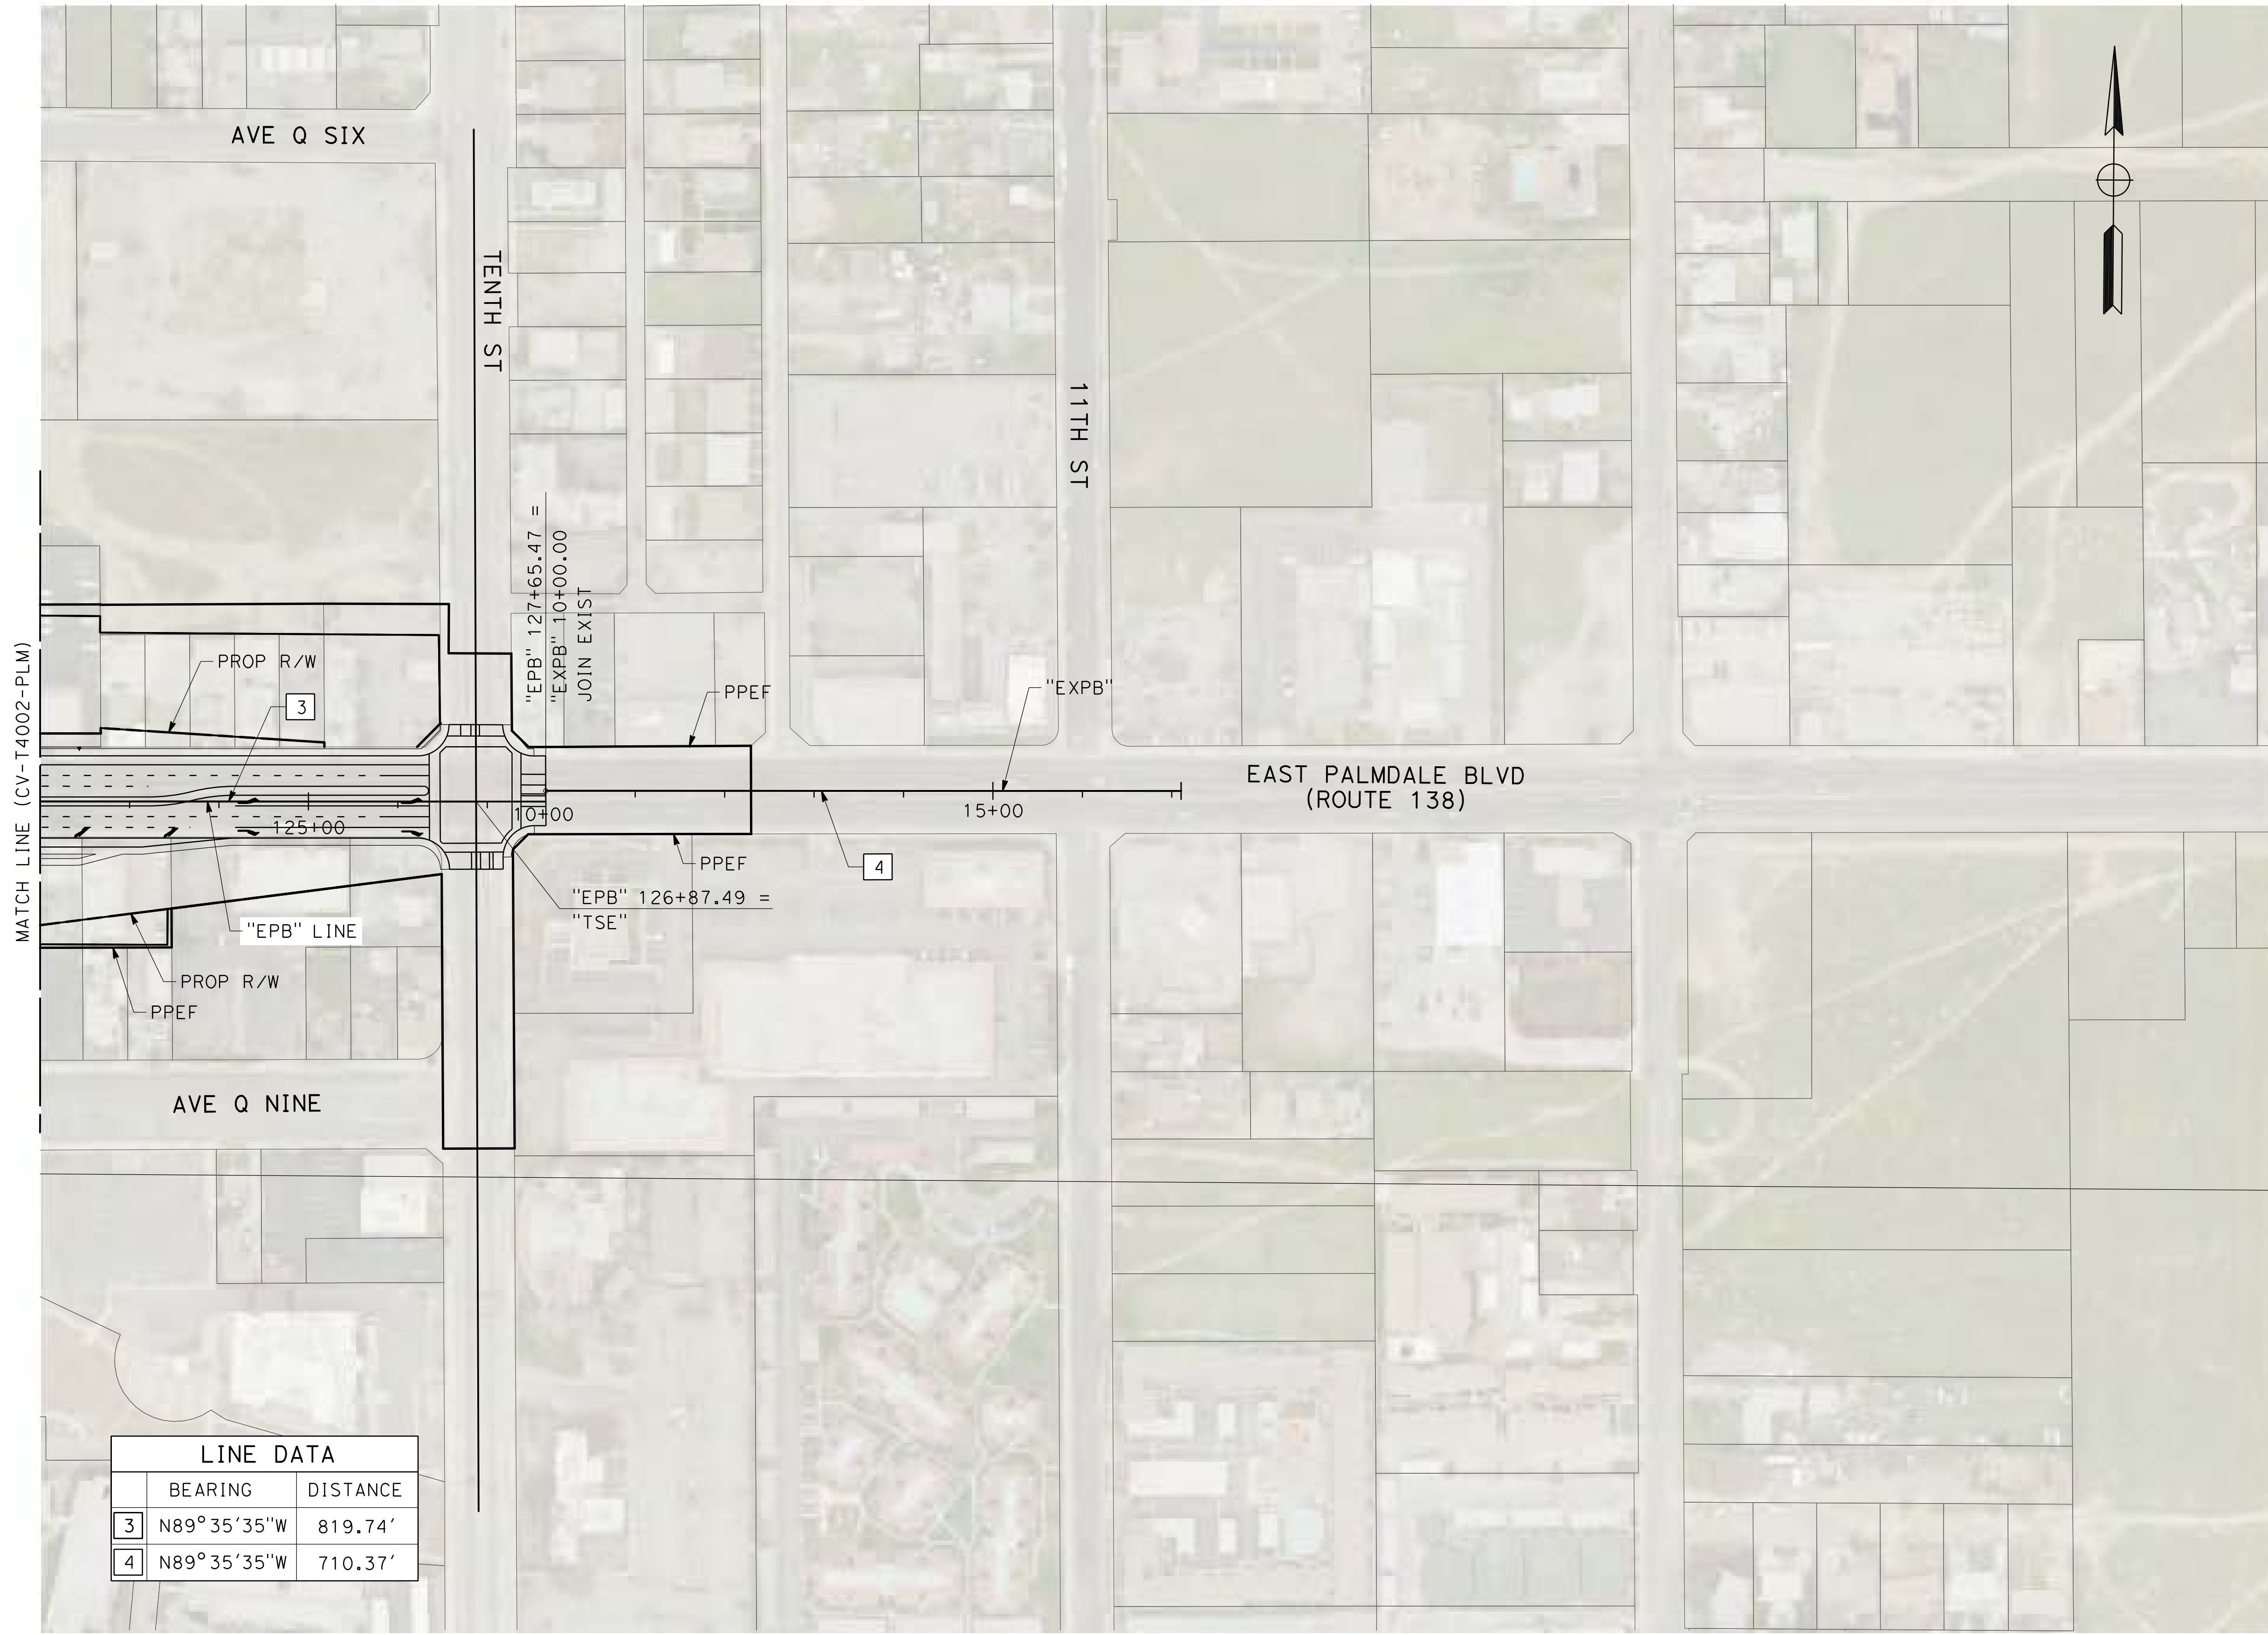 AVE Q SIX
TENTH ST
11TH ST
"EPB" 127+65.47 =
"EXPB" 10+00.00
JOIN EXIST
MATCH LINE (CV-T4002-PLM)
PROP R/W
3
PPEF
"EXPB"
EAST PALMDALE BLVD
(ROUTE 138)
125+00
10+00
15+00
PPEF
4
"EPB" 126+87.49 =
"TSE"
"EPB" LINE
PROP R/W
PPEF
AVE Q NINE
LINE DATA
BEARING DISTANCE
3 N89°35'35"W 819.74'
4 N89°35'35"W 710.37'